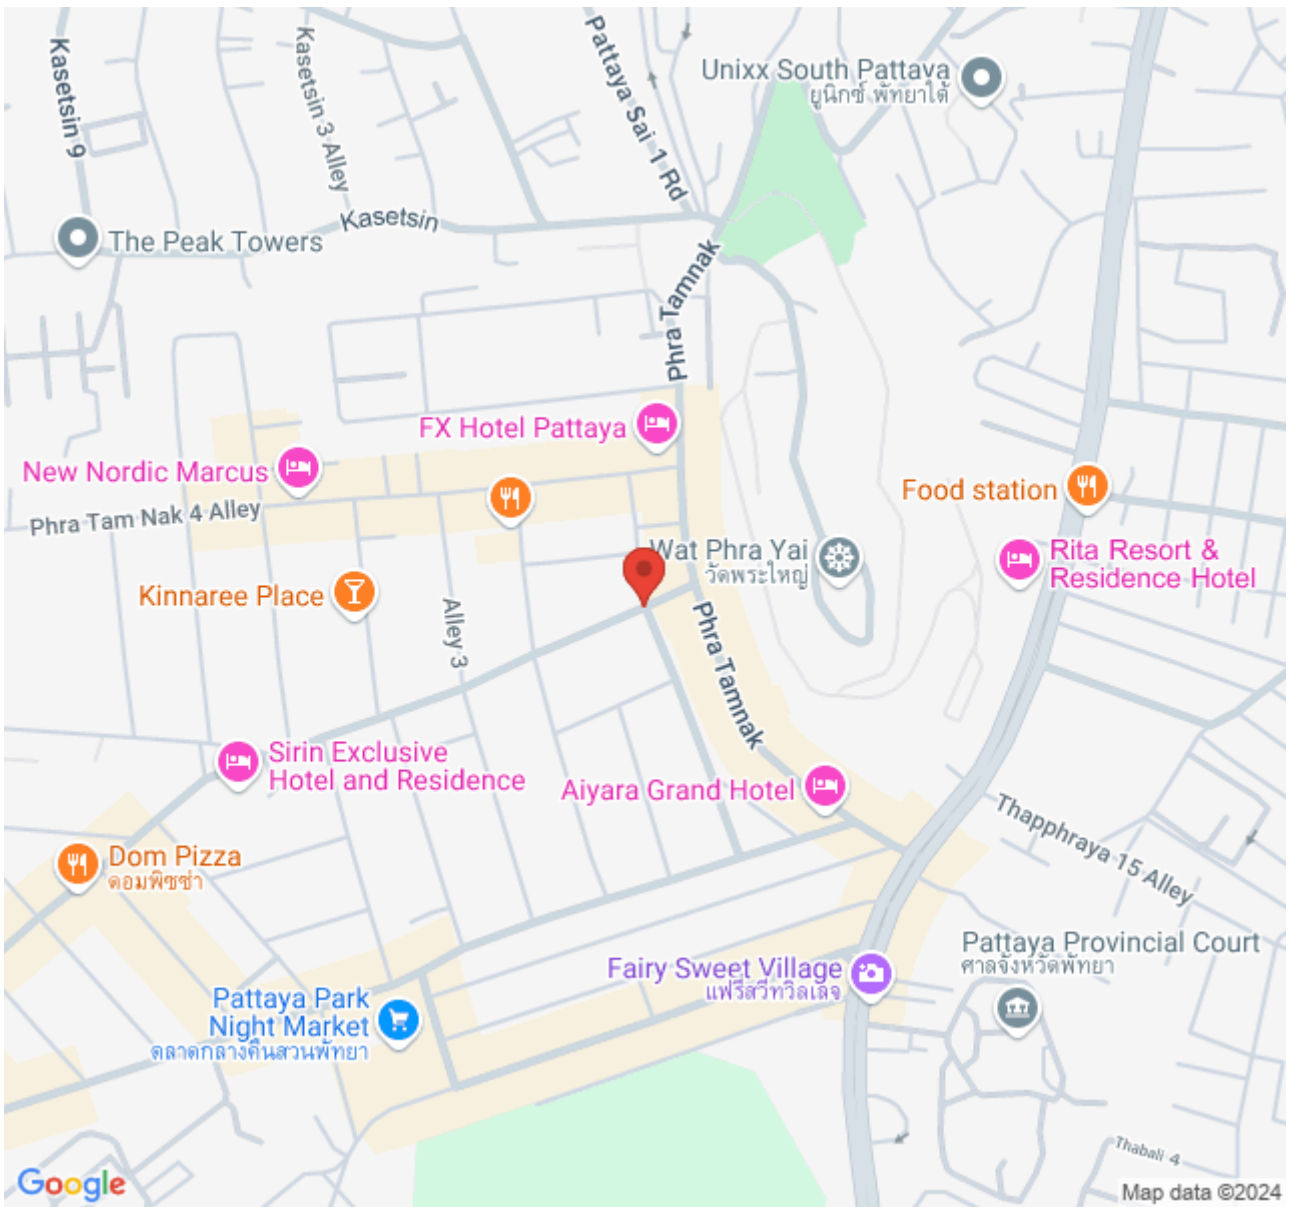 Kasetsin 9
Kasetsin 3 Alley
Pattaya Sai 1 Rd
Unixx South Pattaya
ยูนิกซ์ พัทยาใต้
Kasetsin
The Peak Towers
Phra Tamnak
FX Hotel Pattaya
New Nordic Marcus
Food station
Phra Tam Nak 4 Alley
Wat Phra Yai
วัดพระใหญ่
Rita Resort &
Residence Hotel
Kinnaree Place
Alley 3
Phra Tamnak
Sirin Exclusive
Hotel and Residence
Aiyara Grand Hotel
Thapphraya 15 Alley
Dom Pizza
ดอมพิซซ่า
Pattaya Provincial Court
ศาลจังหวัดพัทยา
Fairy Sweet Village
แฟรี่สวีทวิลเลจ
Pattaya Park
Night Market
ตลาดกลางคืนสวนพัทยา
Thabali 4
Google
Map data ©2024